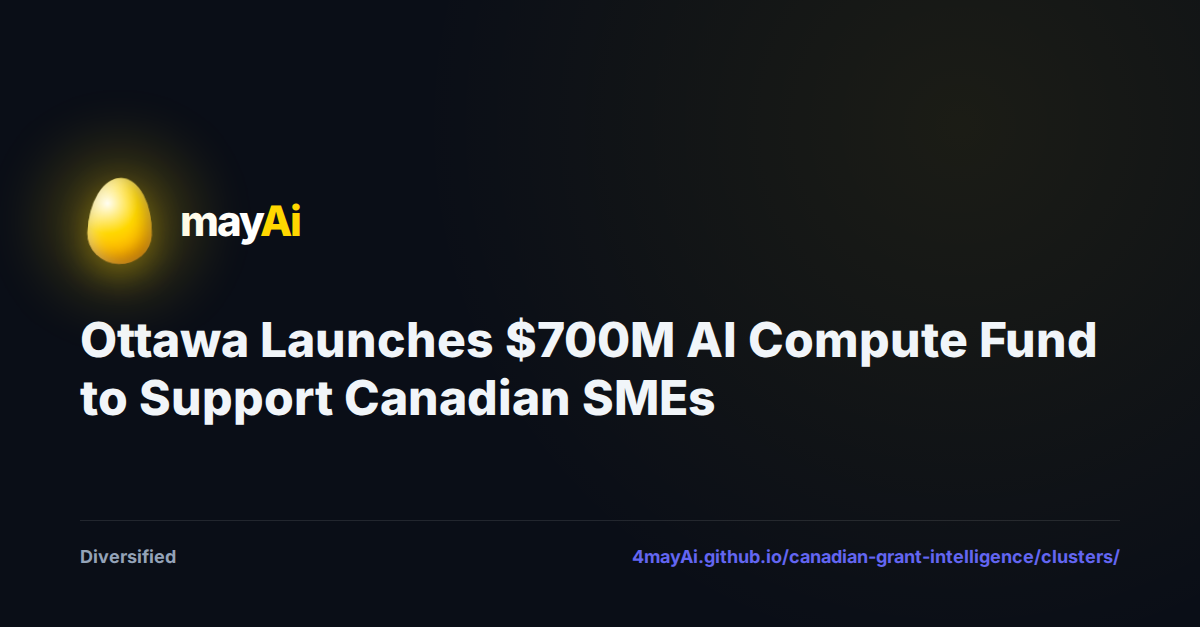 mayAi
Ottawa Launches $700M AI Compute Fund
to Support Canadian SMEs
Diversified
4mayAi.github.io/canadian-grant-intelligence/clusters/